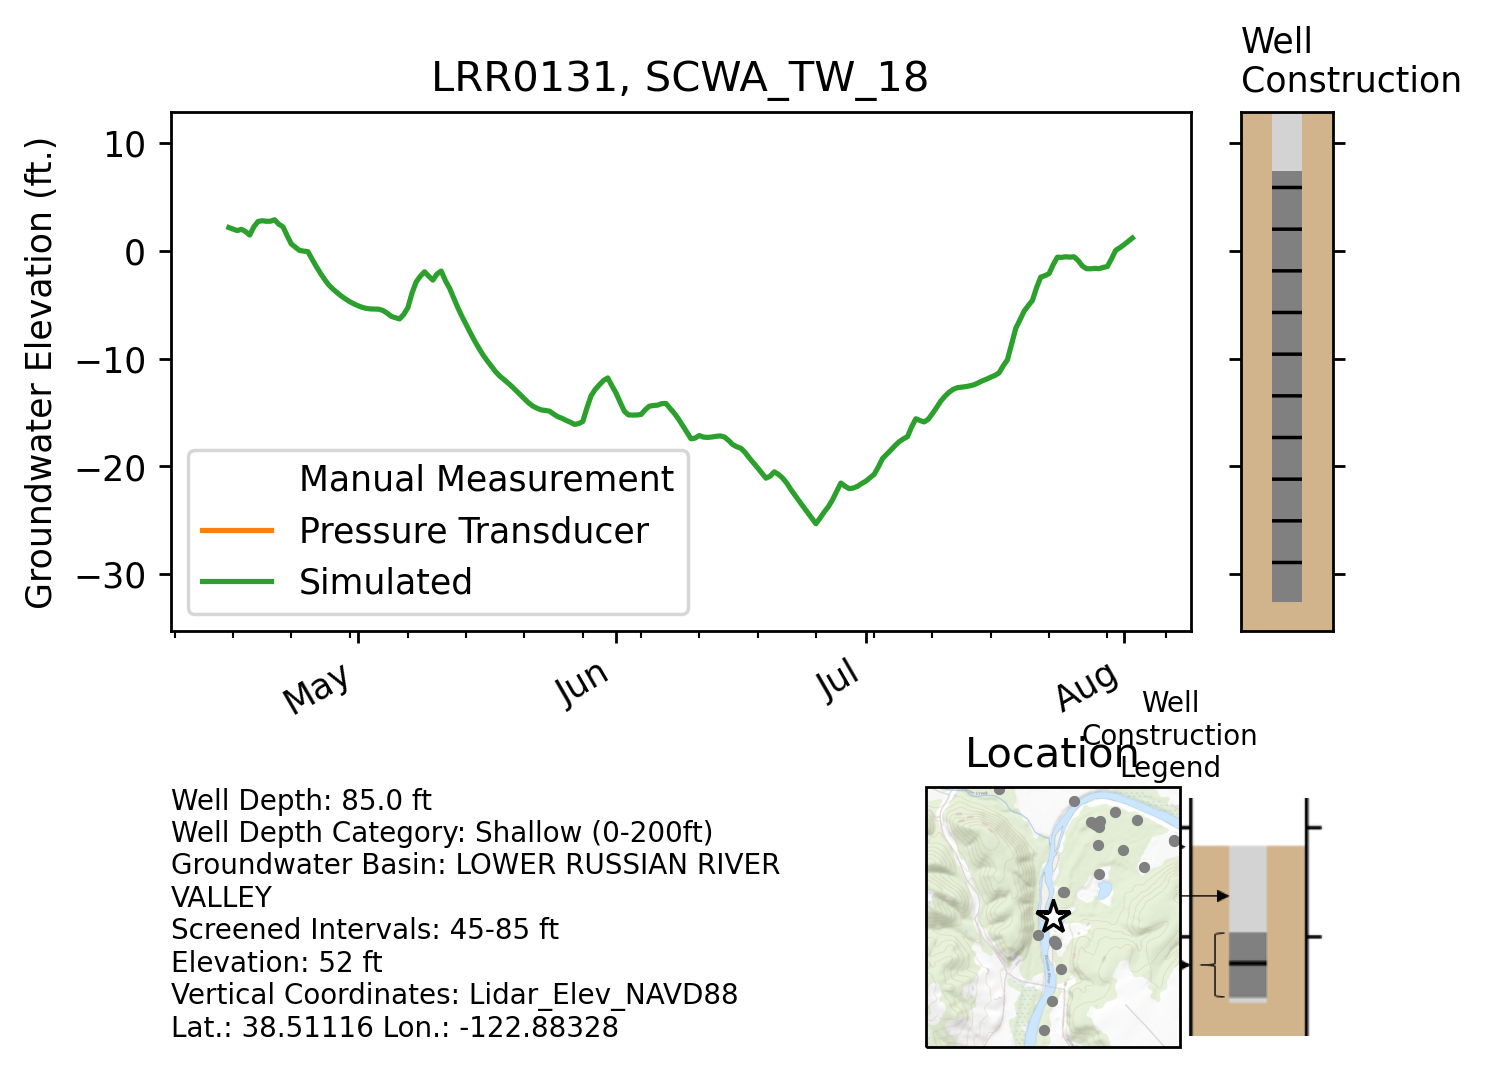 Well
Construction
LRR0131, SCWA_TW_18
Groundwater Elevation (ft.)
10
0
−10
−20
−30
Manual Measurement
Pressure Transducer
Simulated
May
Jun
Jul
Aug
Well
Construction
Legend
Location
Well Depth: 85.0 ft
Well Depth Category: Shallow (0-200ft)
Groundwater Basin: LOWER RUSSIAN RIVER
VALLEY
Screened Intervals: 45-85 ft
Elevation: 52 ft
Vertical Coordinates: Lidar_Elev_NAVD88
Lat.: 38.51116 Lon.: -122.88328